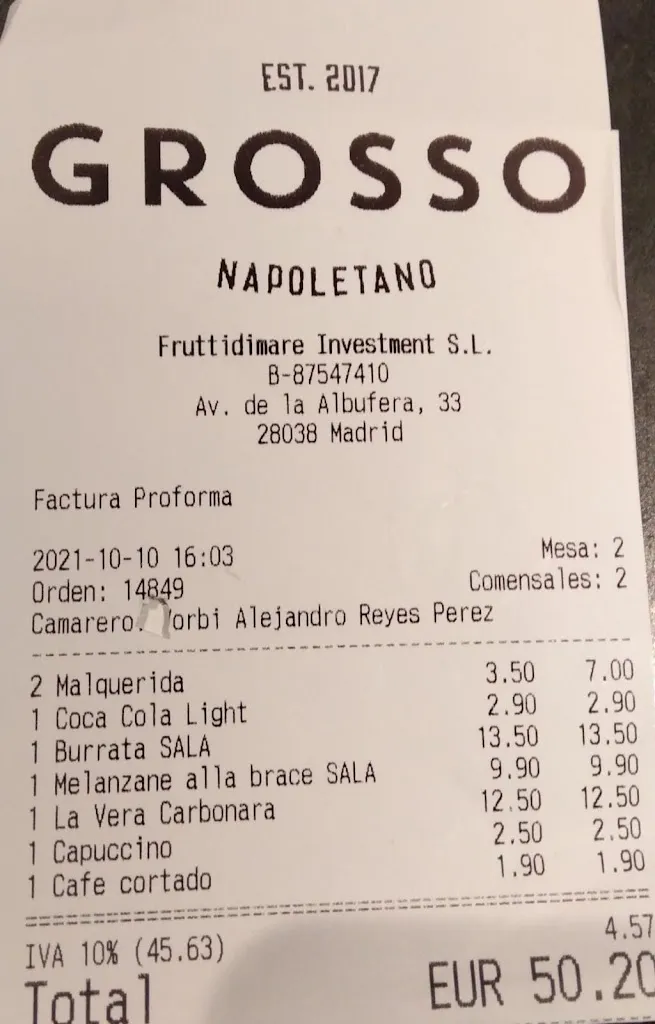 EST. 2017
GROSSO
NAPOLETANO
Fruttidimare Investment S.L.
B-87547410
Av. de la Albufera, 33
28038 Madrid
Factura Proforma
2021-10-10 16:03 Mesa: 2
Orden: 14849 Comensales: 2
Camarero: Alejandro Reyes Perez
2 Malquerida 3.50 7.00
1 Coca Cola Light 2.90 2.90
1 Burrata SALA 13.50 13.50
1 Melanzane alla brace SALA 9.90 9.90
1 La Vera Carbonara 12.50 12.50
1 Capuccino 2.50 2.50
1 Cafe cortado 1.90 1.90
IVA 10% (45.63) 4.57
Total EUR 50.20